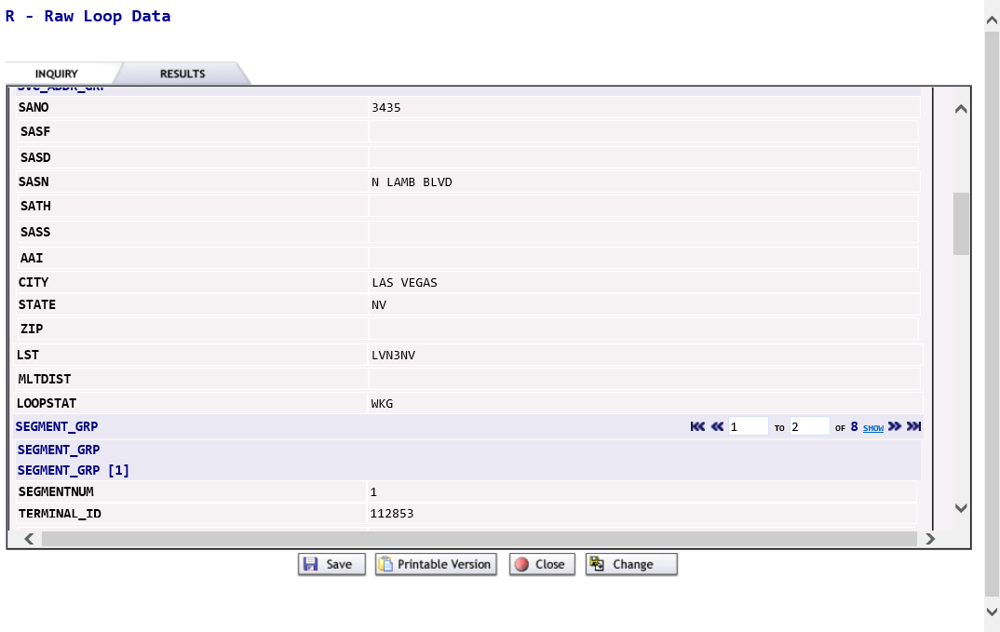 R - Raw Loop Data
INQUIRY RESULTS
SVC_ADDR_GRP
SANO 3435
SASF
SASD
SASN N LAMB BLVD
SATH
SASS
AAI
CITY LAS VEGAS
STATE NV
ZIP
LST LVN3NV
MLTDIST
LOOPSTAT WKG
SEGMENT_GRP 1 TO 2 OF 8 SHOW
SEGMENT_GRP
SEGMENT_GRP [1]
SEGMENTNUM 1
TERMINAL_ID 112853
Save Printable Version Close Change